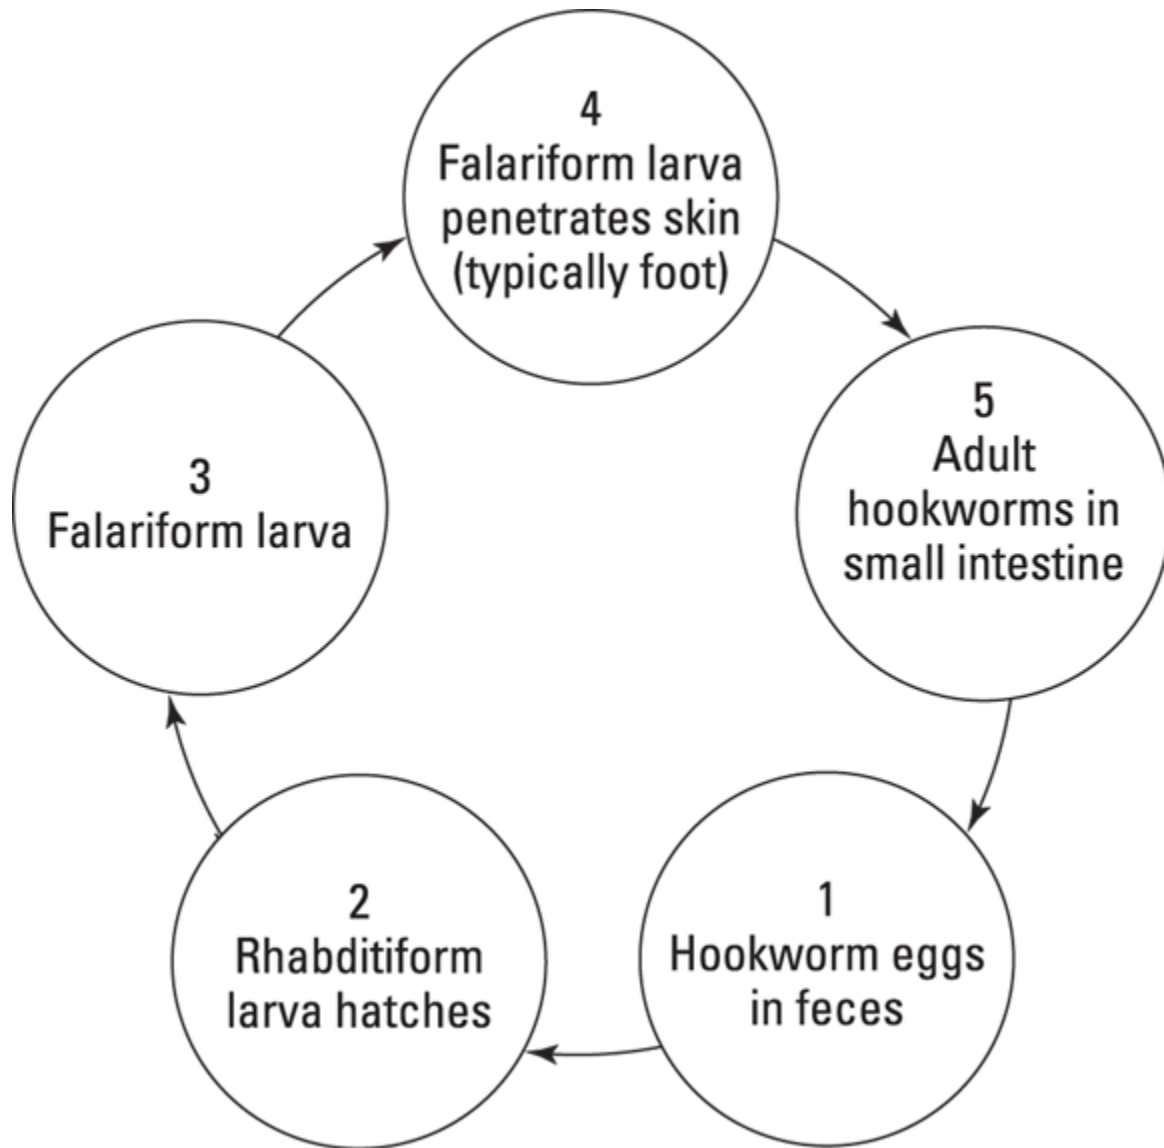 4
Falariform larva
penetrates skin
(typically foot)
5
Adult
hookworms in
small intestine
3
Falariform larva
2
Rhabditiform
larva hatches
1
Hookworm eggs
in feces